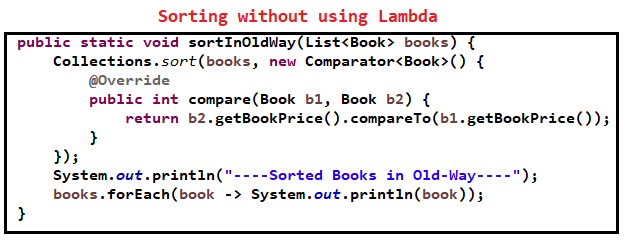 Sorting without using Lambda
public static void sortInOldWay(List<Book> books) {
    Collections.sort(books, new Comparator<Book>() {
        @Override
        public int compare(Book b1, Book b2) {
            return b2.getBookPrice().compareTo(b1.getBookPrice());
        }
    });
    System.out.println("----Sorted Books in Old-Way----");
    books.forEach(book -> System.out.println(book));
}